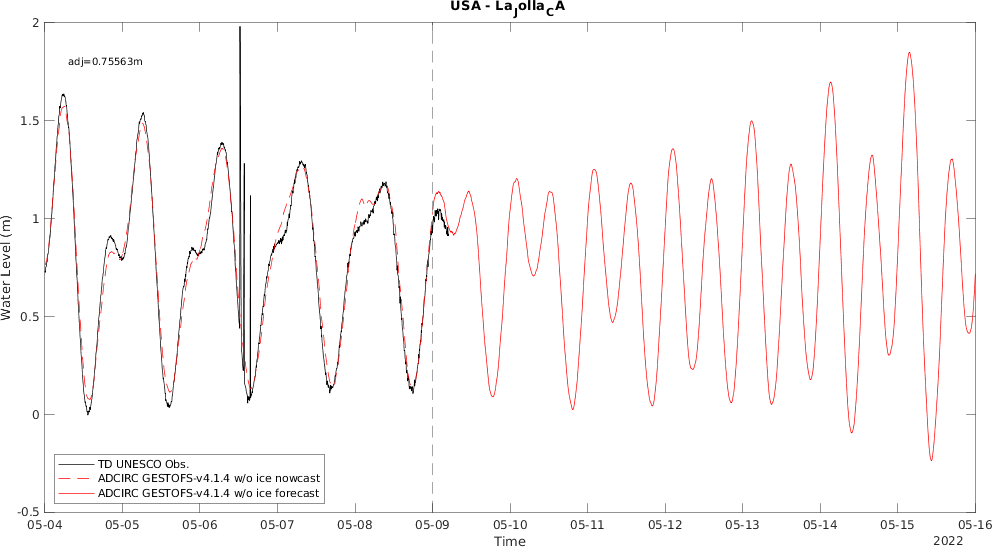 USA - LaJollaCA
adj=0.75563m
2
1.5
1
0.5
0
-0.5
Water Level (m)
TD UNESCO Obs.
ADCIRC GESTOFS-v4.1.4 w/o ice nowcast
ADCIRC GESTOFS-v4.1.4 w/o ice forecast
05-04 05-05 05-06 05-07 05-08 05-09 05-10 05-11 05-12 05-13 05-14 05-15 05-16
Time
2022